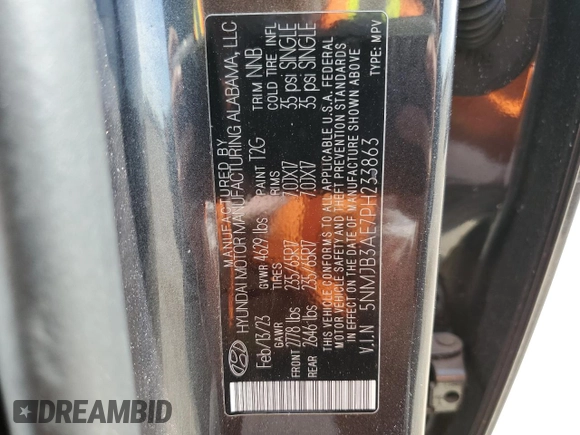 MANUFACTURED BY
HYUNDAI MOTOR MANUFACTURING ALABAMA, LLC
Feb/13/23 GVWR 4629 lbs PAINT T2G TRIM NNB
GAWR TIRES RIMS COLD TIRE INFL
FRONT 2778 lbs 235/65R17 7.0JX17 35 psi SINGLE
REAR 2646 lbs 235/65R17 7.0JX17 35 psi SINGLE
THIS VEHICLE CONFORMS TO ALL APPLICABLE U.S.A. FEDERAL
MOTOR VEHICLE SAFETY AND THEFT PREVENTION STANDARDS
IN EFFECT ON THE DATE OF MANUFACTURE SHOWN ABOVE.
V.I.N 5NMJB3AE7PH233863 TYPE: MPV
DREAMBID